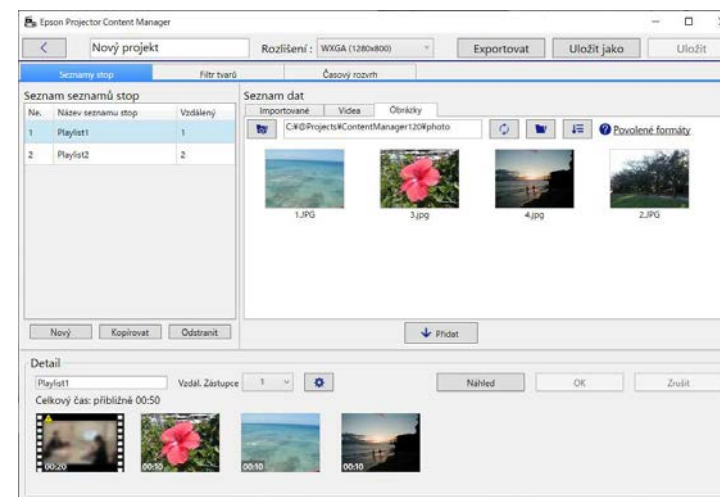 Epson Projector Content Manager
Nový projekt
Rozlišení : WXGA (1280x800)
Exportovat
Uložit jako
Uložit
Seznamy stop
Filtr tvarů
Časový rozvrh
Seznam seznamů stop
Ne. Název seznamu stop Vzdálený
1 Playlist1 1
2 Playlist2 2
Nový
Kopírovat
Odstranit
Seznam dat
Importované
Videa
Obrázky
C:¥@Projects¥ContentManager120¥photo
Povolené formáty
1.JPG
3.jpg
4.jpg
2.JPG
Přidat
Detail
Playlist1
Vzdál. Zástupce 1
Náhled
OK
Zrušit
Celkový čas: přibližně 00:50
00:20
00:10
00:10
00:10